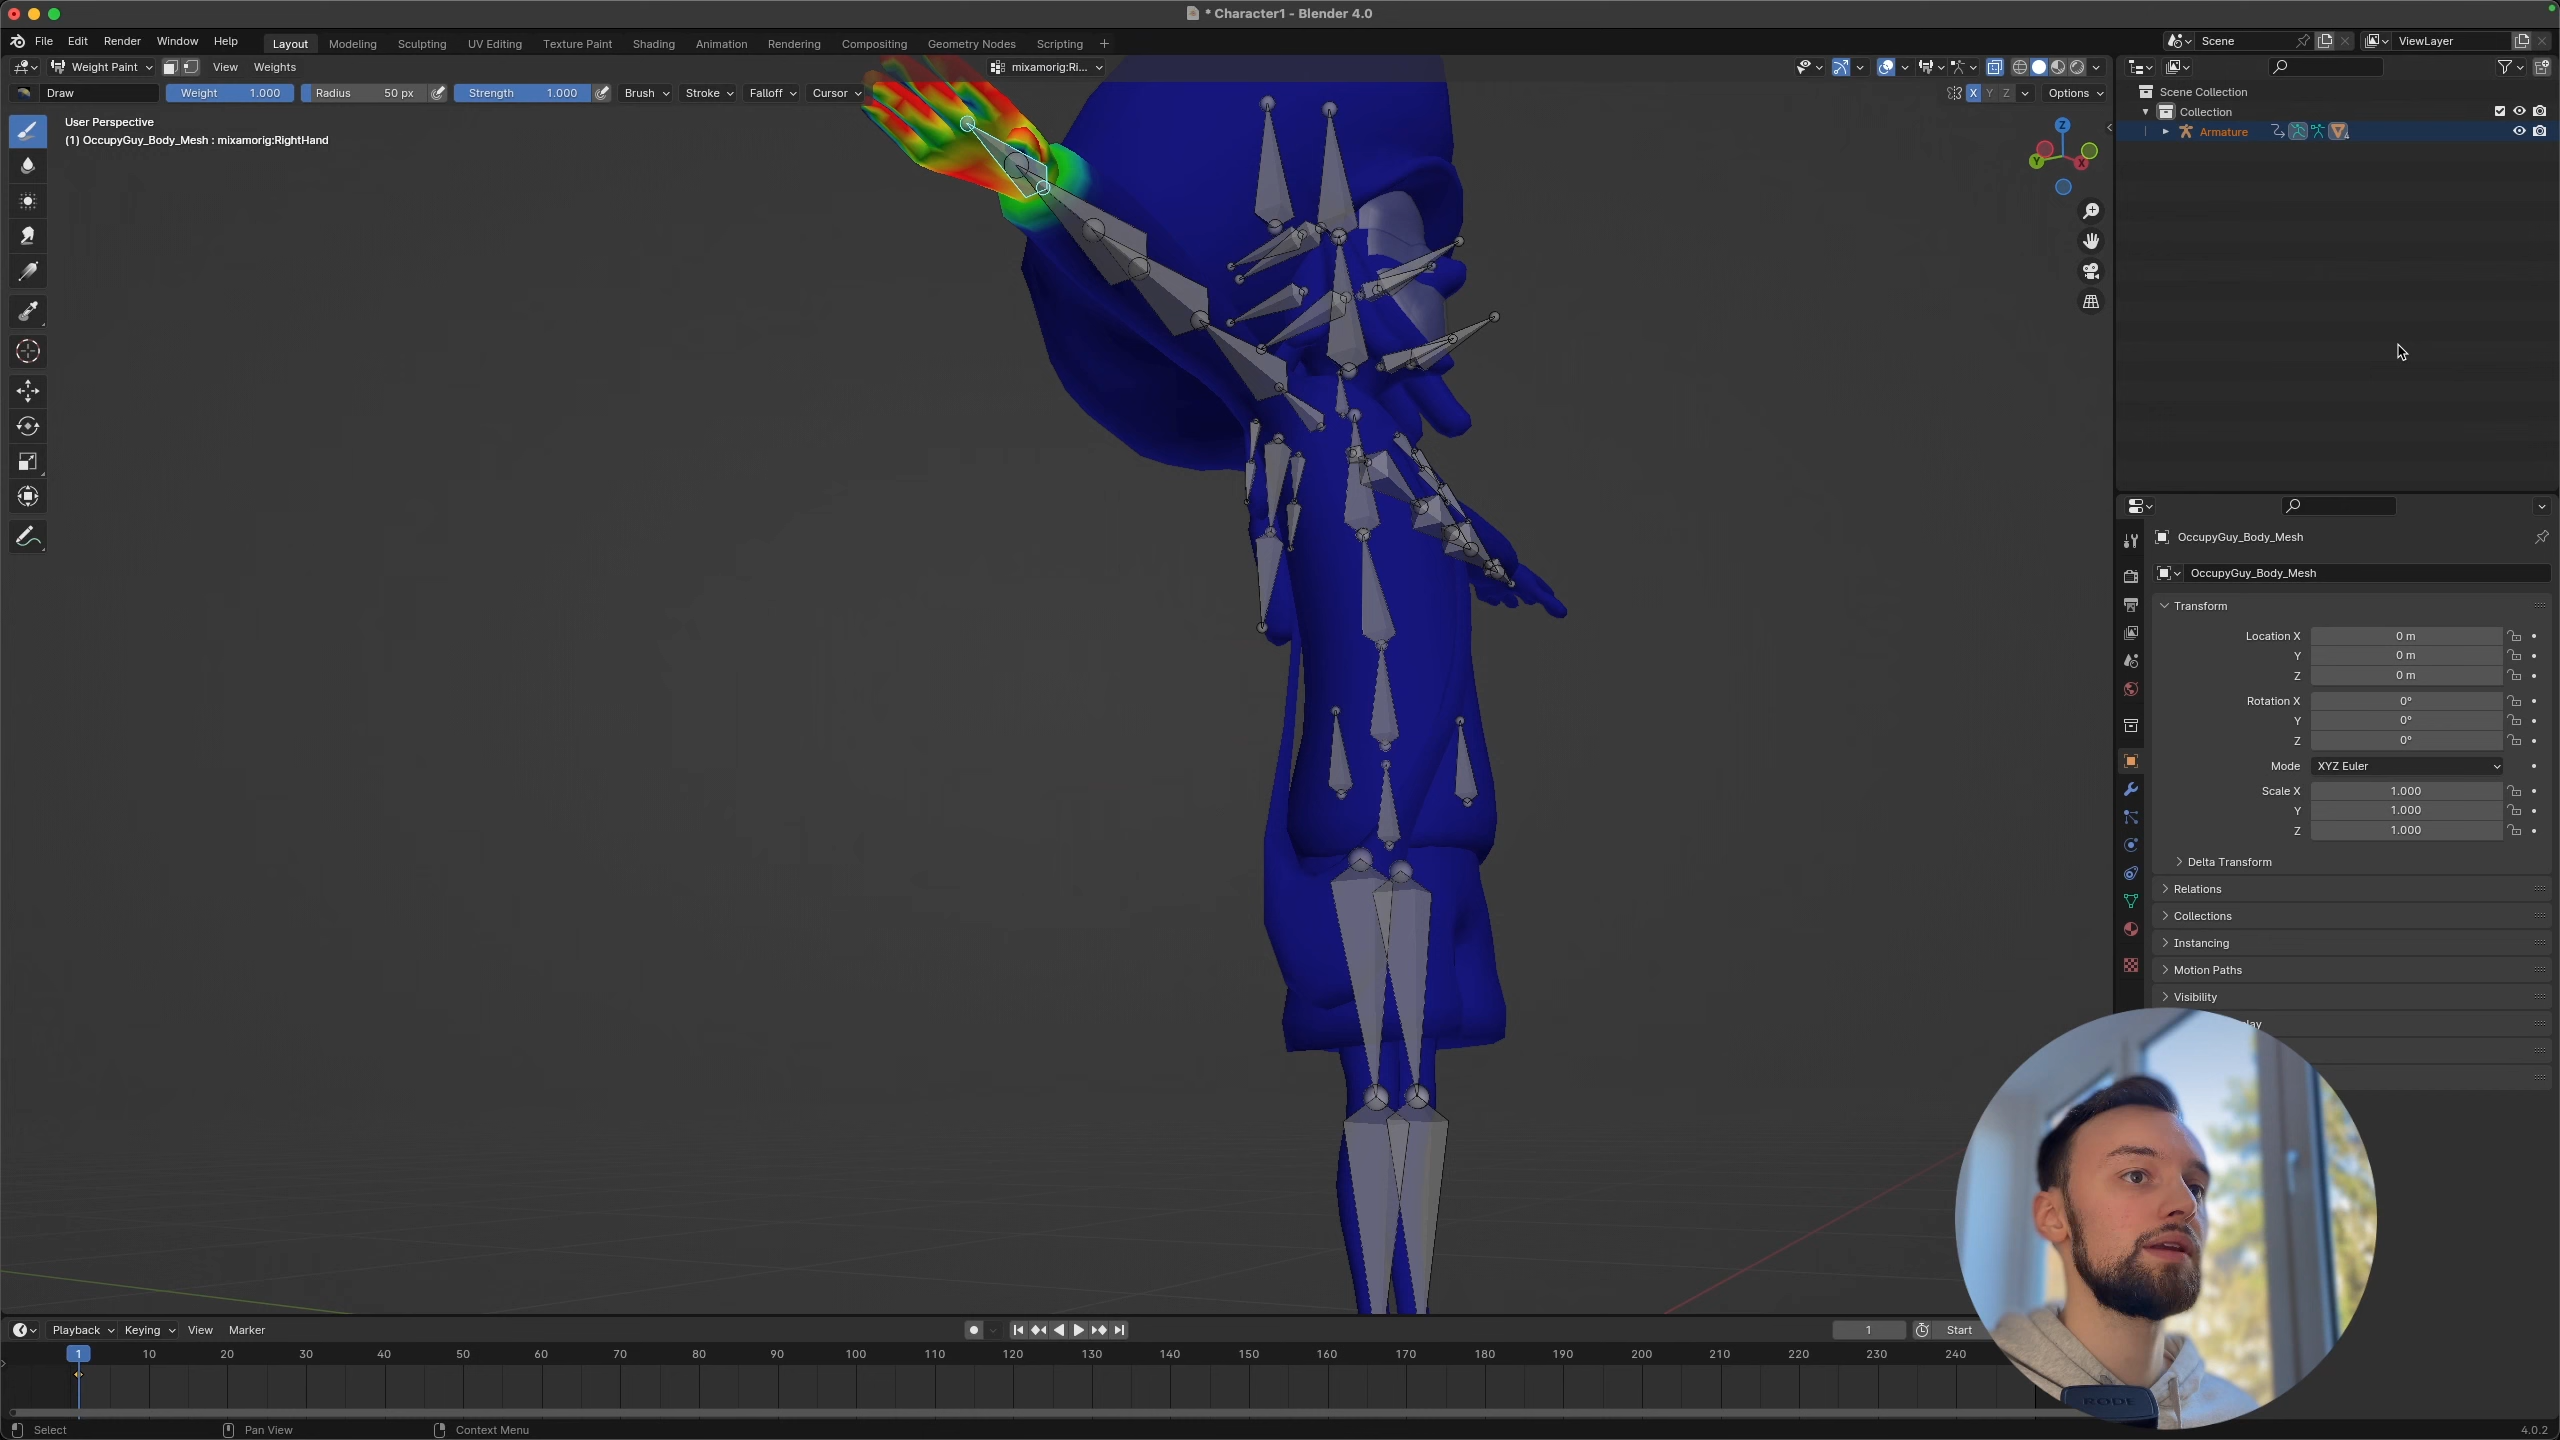 * Character1 - Blender 4.0
File Edit Render Window Help Layout Modeling Sculpting UV Editing Texture Paint Shading Animation Rendering Compositing Geometry Nodes Scripting + Scene ViewLayer
Weight Paint View Weights mixamorig:Ri...
Draw Weight 1.000 Radius 50 px Strength 1.000 Brush Stroke Falloff Cursor X Y Z Options
User Perspective
(1) OccupyGuy_Body_Mesh : mixamorig:RightHand
Z
Y
X
Scene Collection
Collection
Armature
OccupyGuy_Body_Mesh
OccupyGuy_Body_Mesh
Transform
Location X 0 m
Y 0 m
Z 0 m
Rotation X 0°
Y 0°
Z 0°
Mode XYZ Euler
Scale X 1.000
Y 1.000
Z 1.000
Delta Transform
Relations
Collections
Instancing
Motion Paths
Visibility
lay
RODE
Playback Keying View Marker 1 Start
1 10 20 30 40 50 60 70 80 90 100 110 120 130 140 150 160 170 180 190 200 210 220 230 240
Select Pan View Context Menu 4.0.2